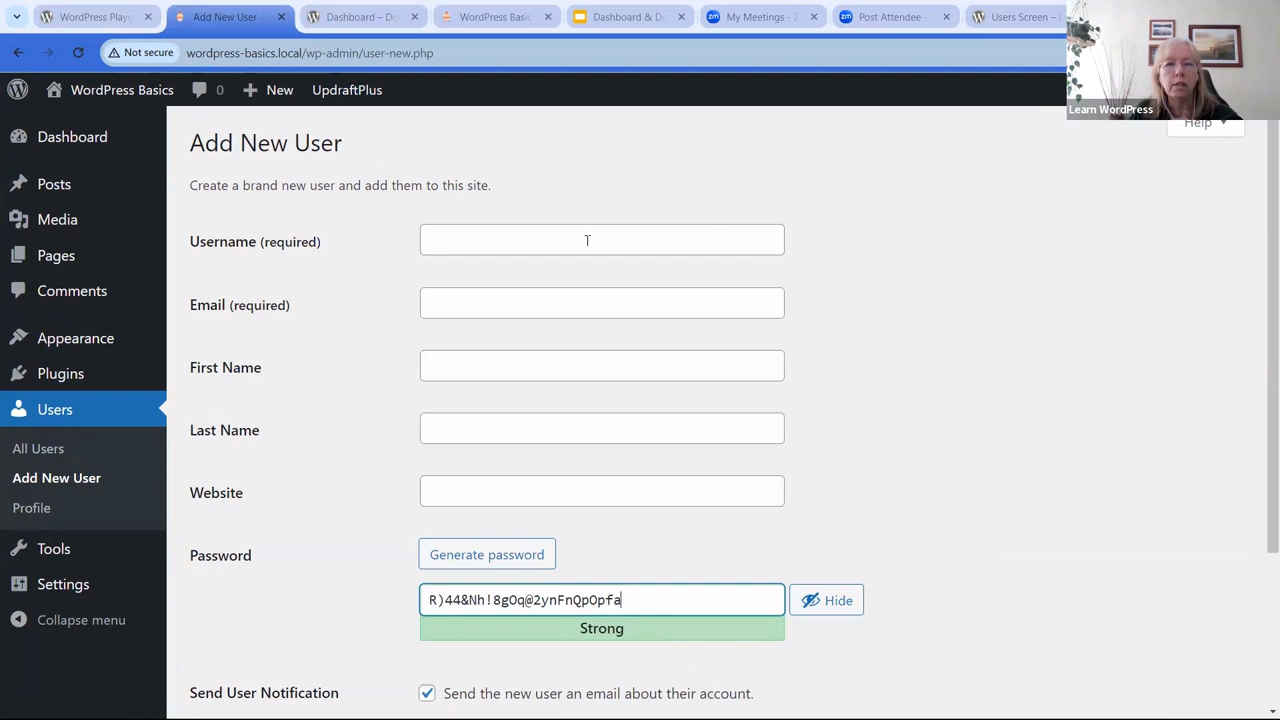 WordPress Playg
Add New User
Dashboard – Do
WordPress Basic
Dashboard & D
My Meetings - Z
Post Attendee -
Users Screen – D
Not secure
wordpress-basics.local/wp-admin/user-new.php
WordPress Basics
0
New
UpdraftPlus
Learn WordPress
Help
Dashboard
Posts
Media
Pages
Comments
Appearance
Plugins
Users
All Users
Add New User
Profile
Tools
Settings
Collapse menu
Add New User
Create a brand new user and add them to this site.
Username (required)
Email (required)
First Name
Last Name
Website
Password
Generate password
R)44&Nh!8gOq@2ynFnQpOpfa
Hide
Strong
Send User Notification
Send the new user an email about their account.